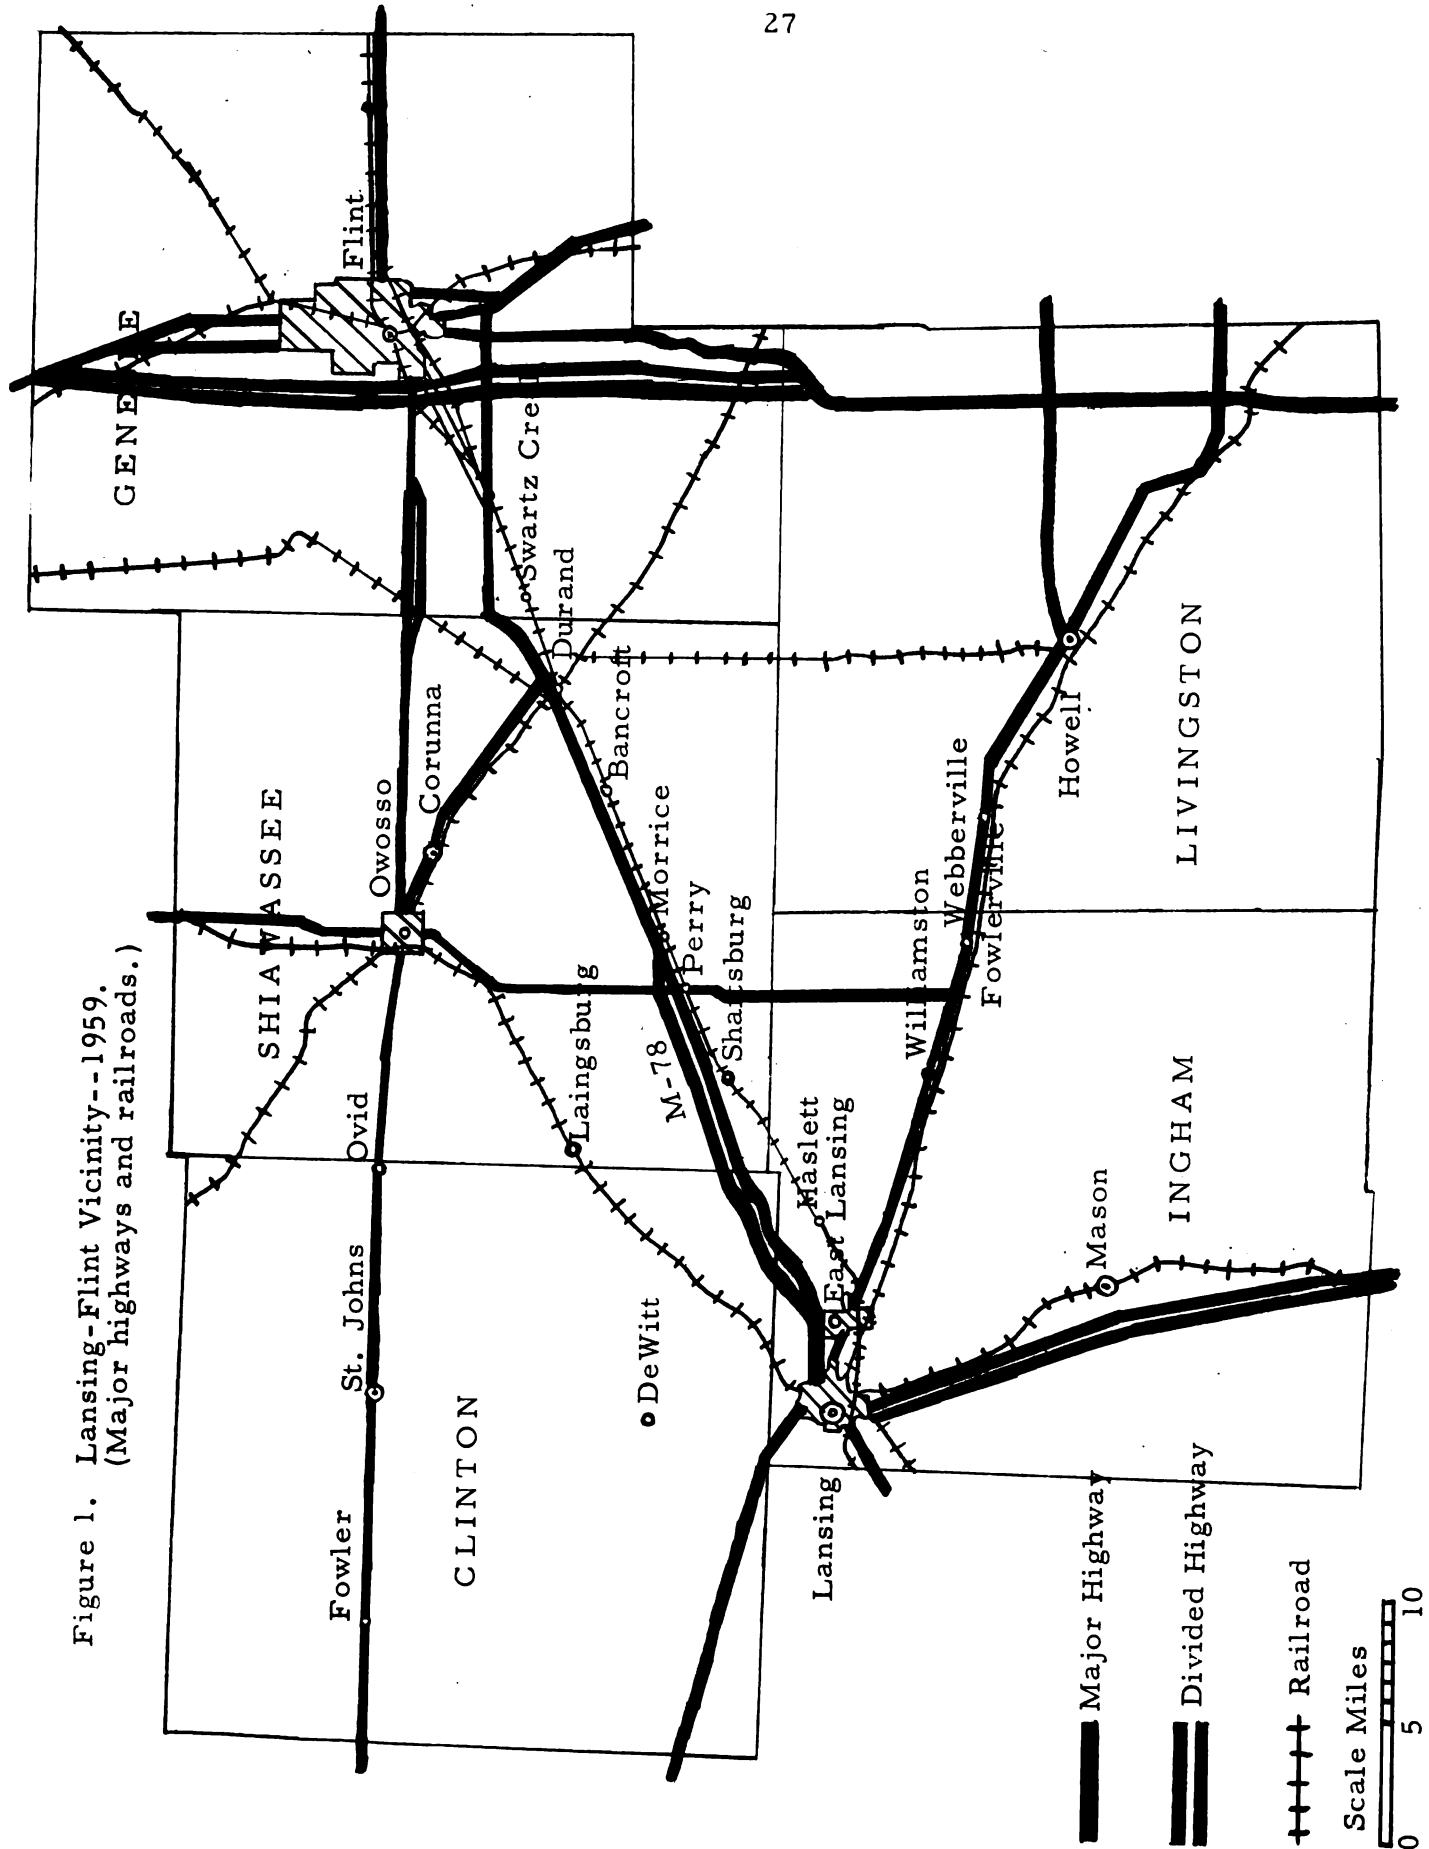 27
Figure 1. Lansing-Flint Vicinity--1959.
(Major highways and railroads.)
GENESEE
Flint
SHIAWASSEE
Owosso
Corunna
Swartz Cre
Durand
Bancroft
Morrice
Perry
Shaftsburg
Laingsburg
M-78
Ovid
St. Johns
Fowler
CLINTON
DeWitt
Haslett
East Lansing
Lansing
Williamston
Webberville
Fowlerville
Howell
LIVINGSTON
INGHAM
Mason
Major Highway
Divided Highway
Railroad
Scale Miles
0 5 10